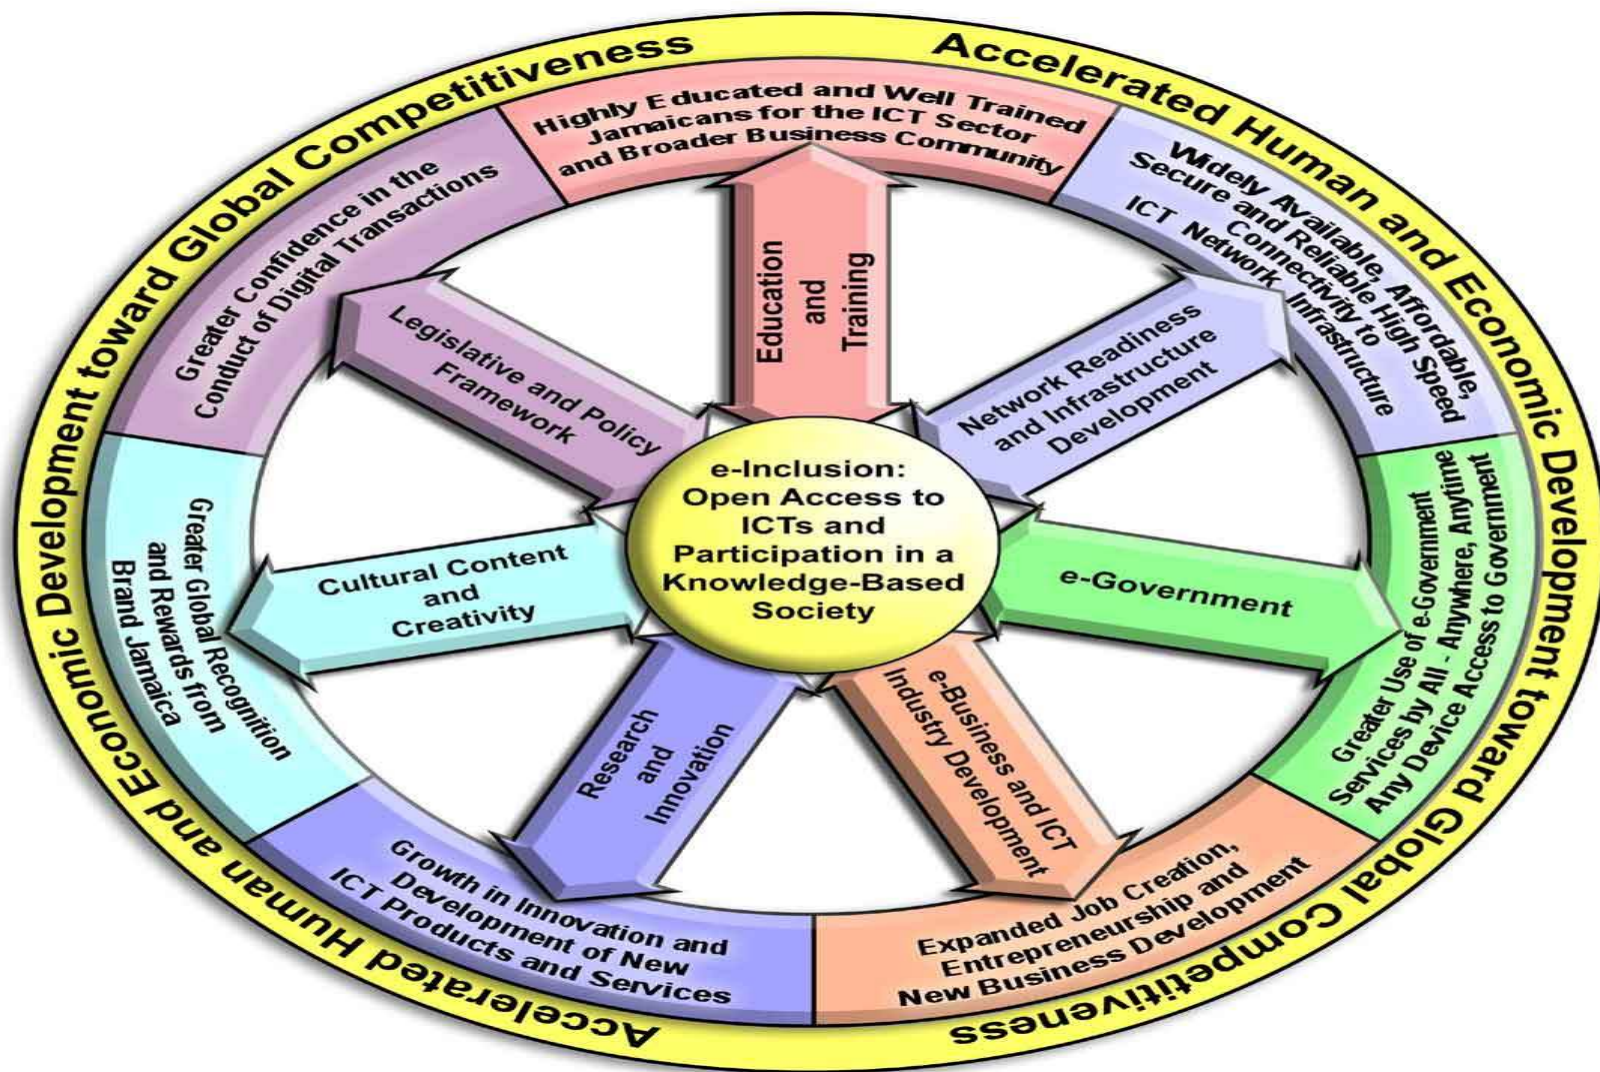 Accelerated Human and Economic Development toward Global Competitiveness
Accelerated Human and Economic Development toward Global Competitiveness
Highly Educated and Well Trained
Jamaicans for the ICT Sector
and Broader Business Community
Widely Available, Affordable,
Secure and Reliable High Speed
Connectivity to
ICT Network Infrastructure
Greater Use of e-Government
Services by All - Anywhere, Anytime
Any Device Access to Government
Expanded Job Creation,
Entrepreneurship and
New Business Development
Growth in Innovation and
Development of New
ICT Products and Services
Greater Global Recognition
and Rewards from
Brand Jamaica
Greater Confidence in the
Conduct of Digital Transactions
Education
and
Training
Network Readiness
and Infrastructure
Development
e-Government
e-Business and ICT
Industry Development
Research
and
Innovation
Cultural Content
and
Creativity
Legislative and Policy
Framework
e-Inclusion:
Open Access to
ICTs and
Participation in a
Knowledge-Based
Society